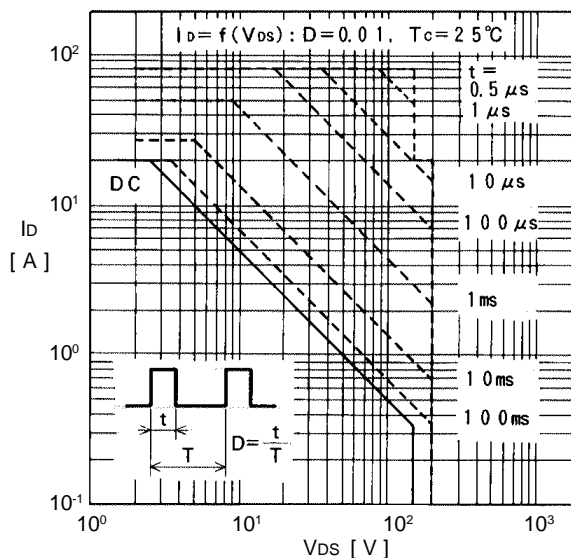 ID=f(VDS): D=0.01, Tc=25℃
10²
10¹
10⁰
10⁻¹
ID
[ A ]
DC
t=
0.5 µs
1 µs
10 µs
100 µs
1ms
10ms
100ms
t
T
D=t/T
10⁰
10¹
10²
10³
VDS [ V ]